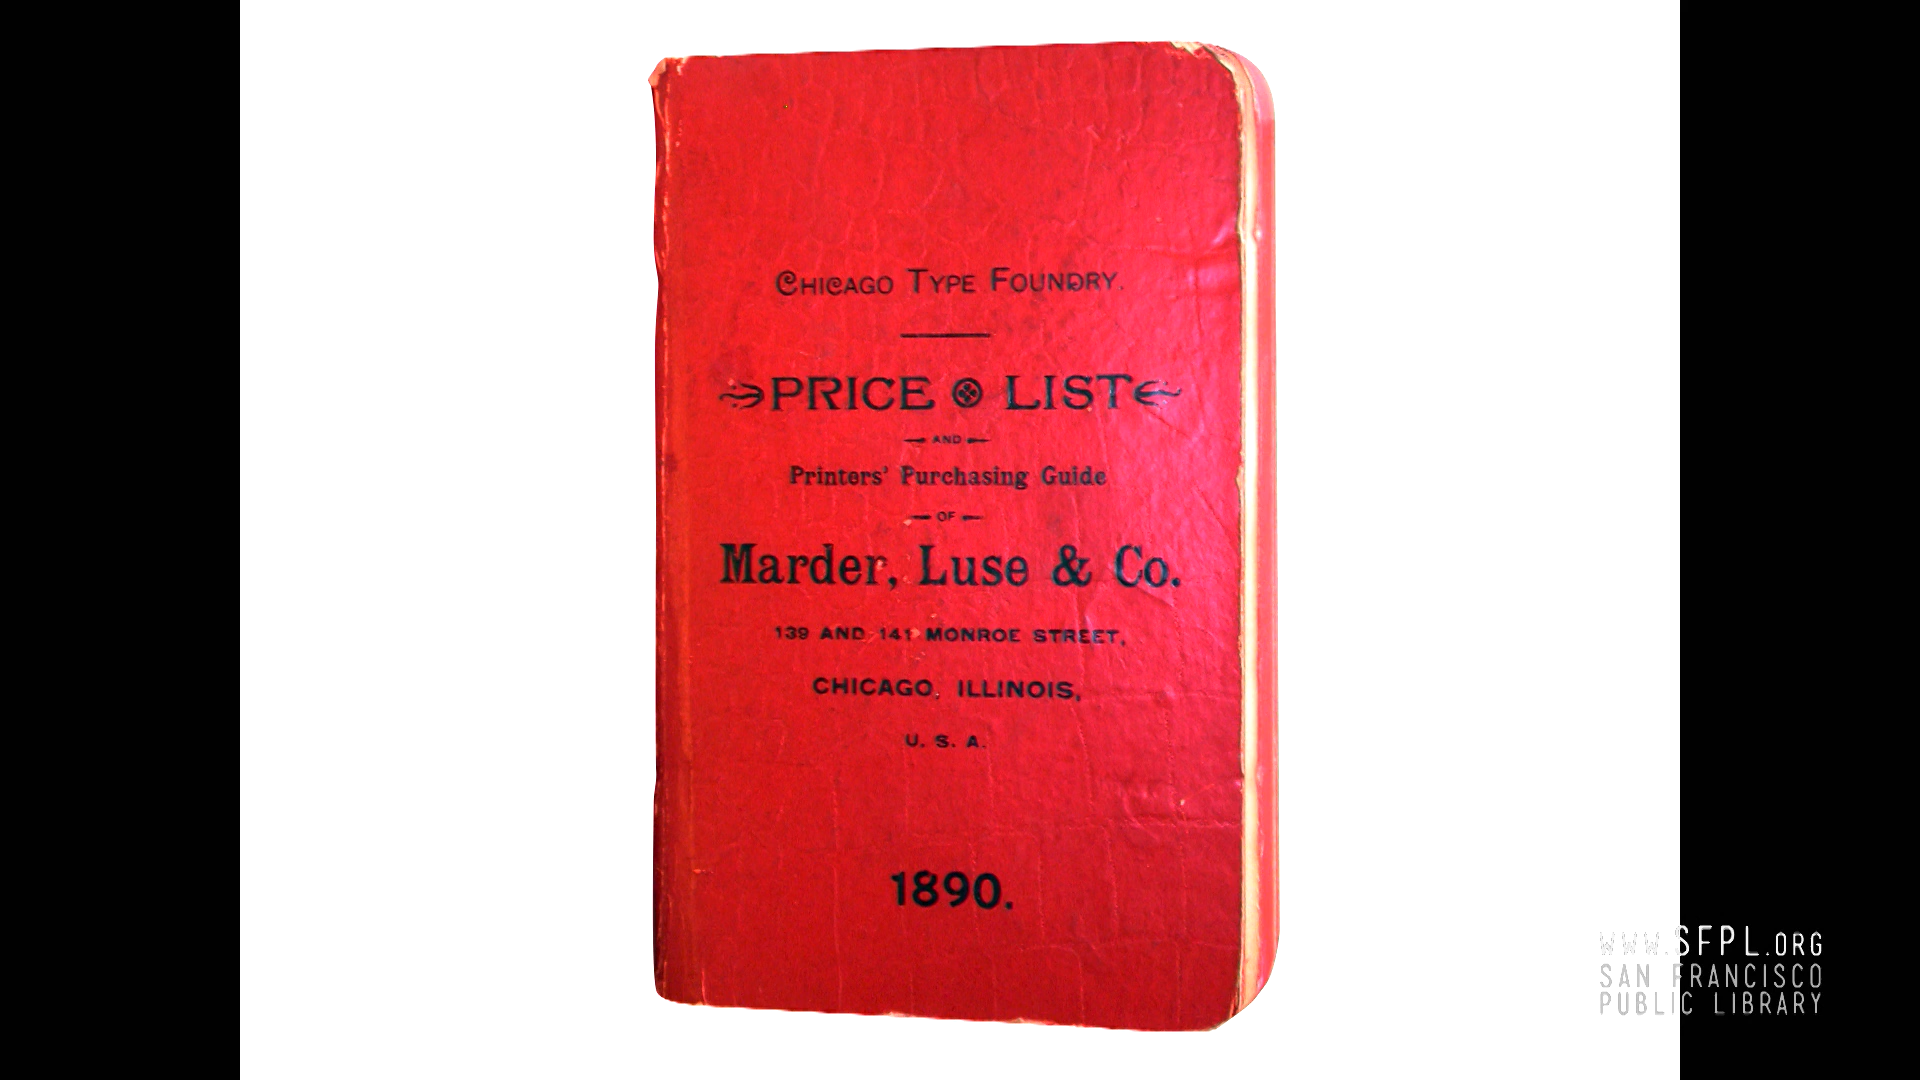 CHICAGO TYPE FOUNDRY.
PRICE LIST
AND
Printers' Purchasing Guide
OF
Marder, Luse & Co.
139 AND 141 MONROE STREET,
CHICAGO, ILLINOIS,
U. S. A.
1890.
WWW.SFPL.ORG
SAN FRANCISCO
PUBLIC LIBRARY